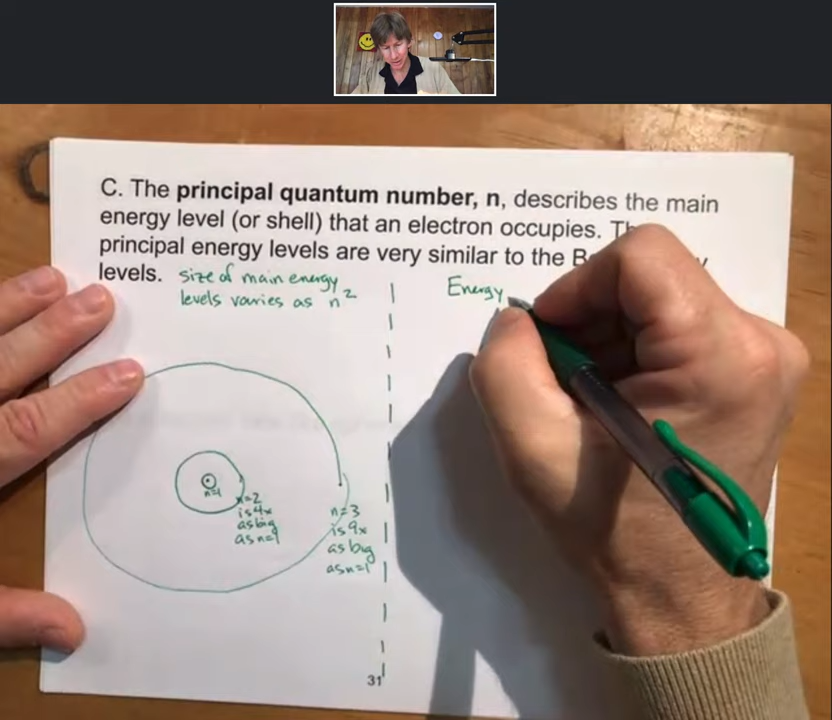 C. The principal quantum number, n, describes the main
energy level (or shell) that an electron occupies.
principal energy levels are very similar to the
levels.
size of main energy
levels varies as n²
Energy
n=1
n=2
is 4x
as big
as n=1
n=3
is 9x
as big
as n=1
31